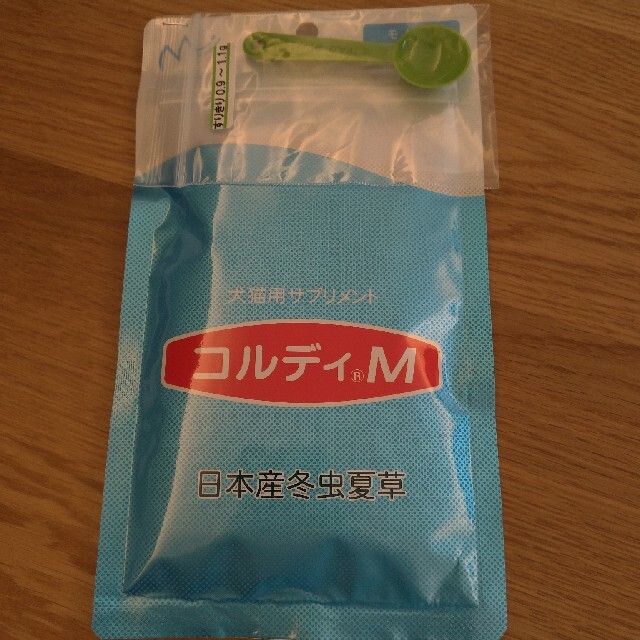 モ
すりきり 0.9 ～ 1.1g
犬猫用サプリメント
コルディ®M
日本産冬虫夏草